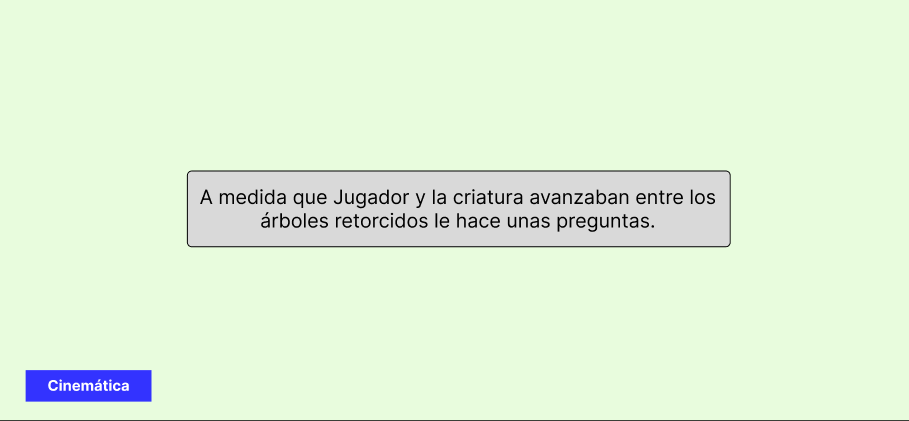 A medida que Jugador y la criatura avanzaban entre los
árboles retorcidos le hace unas preguntas.
Cinemática